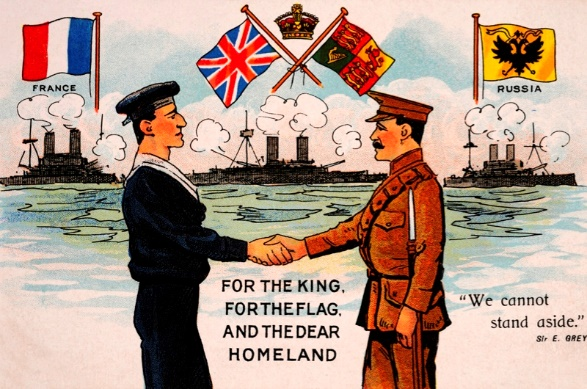 FRANCE
RUSSIA
FOR THE KING,
FOR THE FLAG,
AND THE DEAR
HOMELAND
"We cannot
stand aside."
Sir E. GREY